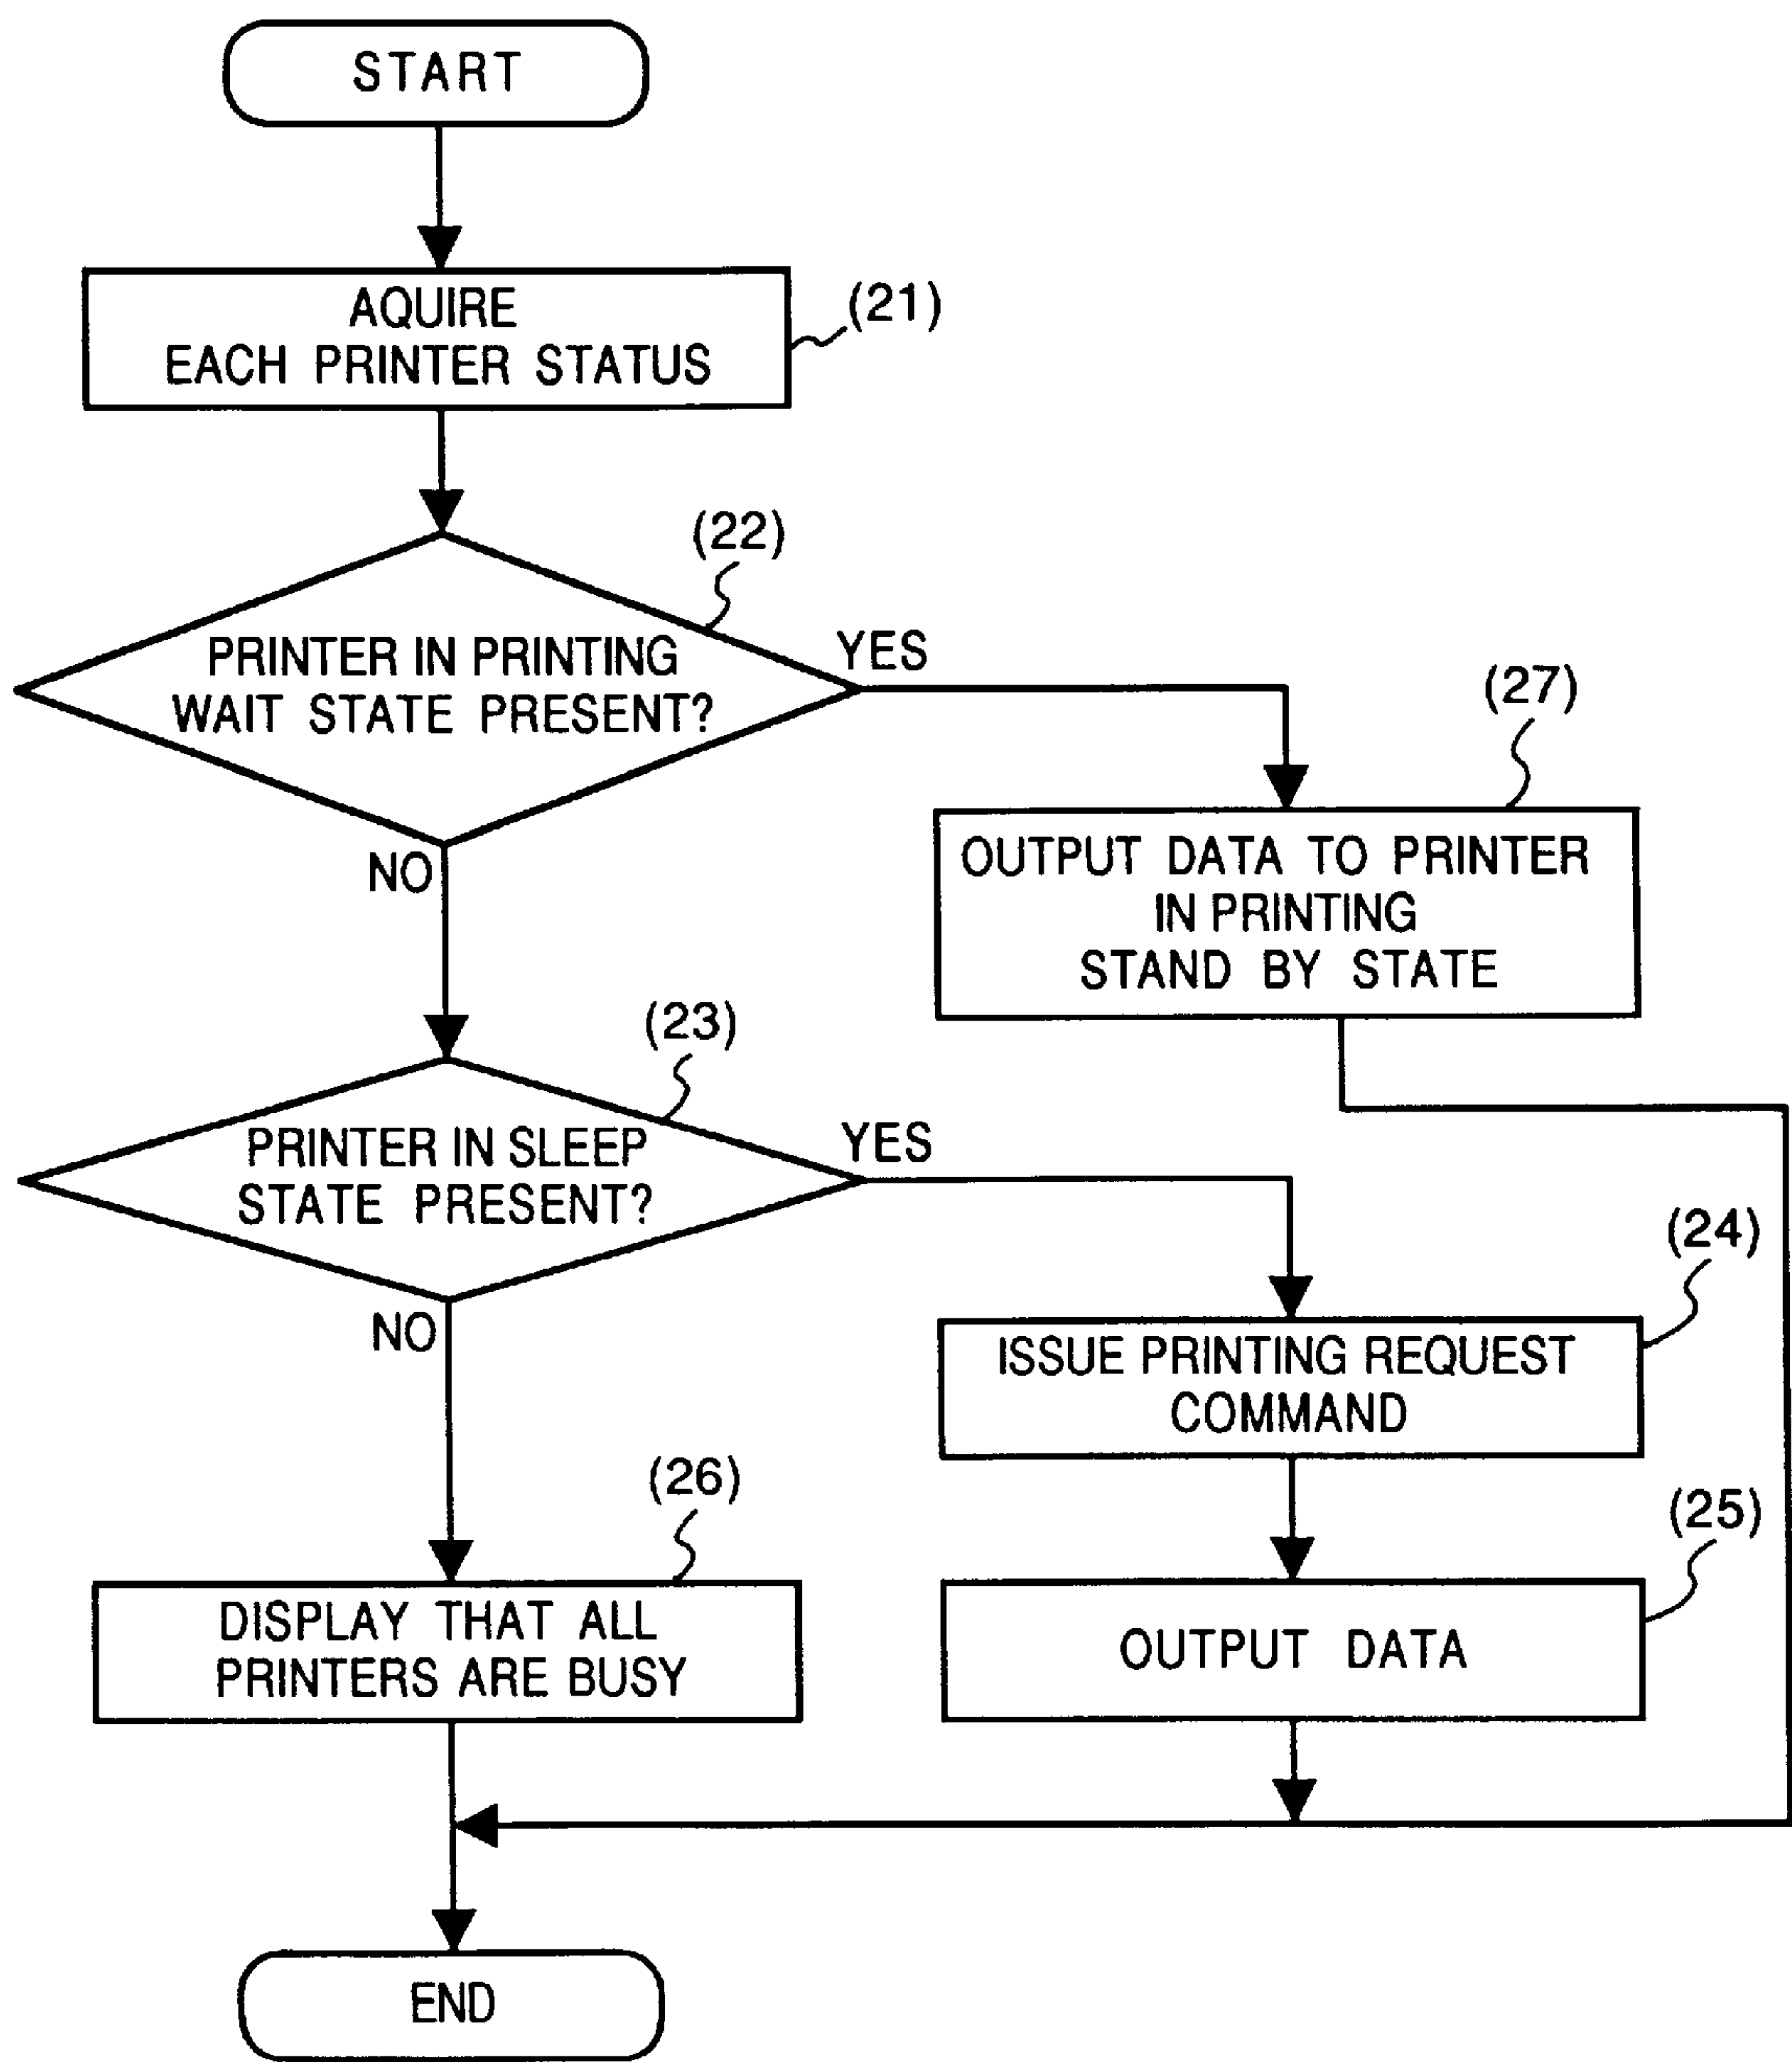 START
AQUIRE
EACH PRINTER STATUS
(21)
(22)
PRINTER IN PRINTING
WAIT STATE PRESENT?
YES
NO
(27)
OUTPUT DATA TO PRINTER
IN PRINTING
STAND BY STATE
(23)
PRINTER IN SLEEP
STATE PRESENT?
YES
NO
(24)
ISSUE PRINTING REQUEST
COMMAND
(25)
OUTPUT DATA
(26)
DISPLAY THAT ALL
PRINTERS ARE BUSY
END